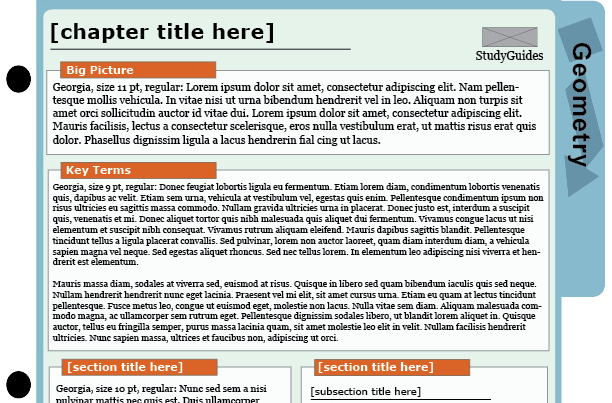 [chapter title here]
StudyGuides
Geometry
Big Picture
Georgia, size 11 pt, regular: Lorem ipsum dolor sit amet, consectetur adipiscing elit. Nam pellen-
tesque mollis vehicula. In vitae nisi ut urna bibendum hendrerit vel in leo. Aliquam non turpis sit
amet orci sollicitudin auctor id vitae dui. Lorem ipsum dolor sit amet, consectetur adipiscing elit.
Mauris facilisis, lectus a consectetur scelerisque, eros nulla vestibulum erat, ut mattis risus erat quis
dolor. Phasellus dignissim ligula a lacus hendrerin fial cing ut lacus.
Key Terms
Georgia, size 9 pt, regular: Donec feugiat lobortis ligula eu fermentum. Etiam lorem diam, condimentum lobortis venenatis
quis, dapibus ac velit. Etiam sem urna, vehicula at vestibulum vel, egestas quis enim. Pellentesque condimentum ipsum non
risus ultricies eu sagittis massa commodo. Nullam gravida ultricies urna in placerat. Donec justo est, interdum a suscipit
quis, venenatis et mi. Donec aliquet tortor quis nibh malesuada quis aliquet dui fermentum. Vivamus congue lacus ut nisi
elementum et suscipit nibh consequat. Vivamus rutrum aliquam eleifend. Mauris dapibus sagittis blandit. Pellentesque
tincidunt tellus a ligula placerat convallis. Sed pulvinar, lorem non auctor laoreet, quam diam interdum diam, a vehicula
sapien magna vel neque. Sed egestas aliquet rhoncus. Sed nec tellus lorem. In elementum leo adipiscing nisi viverra et hen-
drerit est elementum.
Mauris massa diam, sodales at viverra sed, euismod at risus. Quisque in libero sed quam bibendum iaculis quis sed neque.
Nullam hendrerit hendrerit nunc eget lacinia. Praesent vel mi elit, sit amet cursus urna. Etiam eu quam at lectus tincidunt
pellentesque. Fusce metus leo, congue ut euismod eget, molestie non lacus. Nulla vitae sem diam. Aliquam malesuada com-
modo magna, ac ullamcorper sem rutrum eget. Pellentesque dignissim sodales libero, ut blandit lorem aliquet in. Quisque
auctor, tellus eu fringilla semper, purus massa lacinia quam, sit amet molestie leo elit in velit. Nullam facilisis hendrerit
ultricies. Nunc sapien massa, ultrices et faucibus non, adipiscing ut orci.
[section title here]
Georgia, size 10 pt, regular: Nunc sed sem a nisi
pulvinar mattis nec quis est. Duis ullamcorper
[section title here]
[subsection title here]